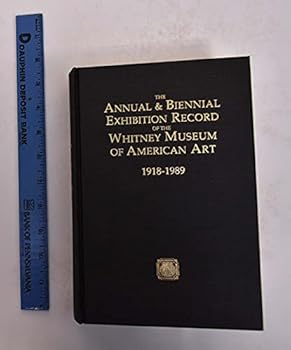 THE
ANNUAL & BIENNIAL
EXHIBITION RECORD
OF THE
WHITNEY MUSEUM
OF AMERICAN ART
1918-1989
DAUPHIN DEPOSIT BANK
BANK OF PENNSYLVANIA